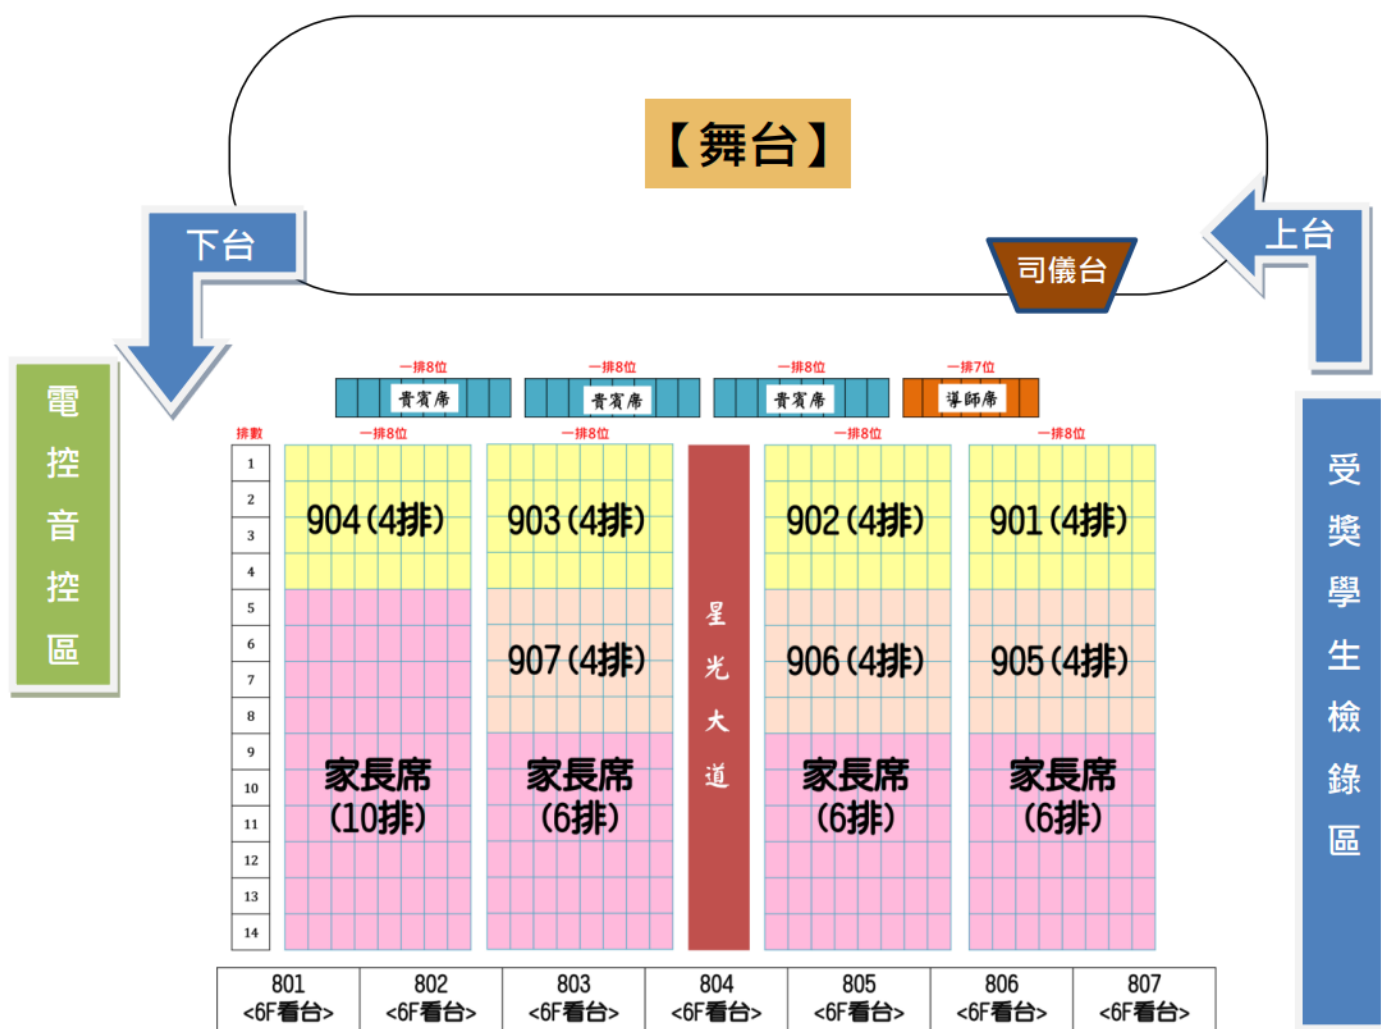 【舞台】
下台
上台
司儀台
電控音控區
受獎學生檢錄區
一排8位
一排8位
一排8位
一排7位
貴賓席
貴賓席
貴賓席
導師席
排數
一排8位
一排8位
一排8位
一排8位
1
2
3
4
5
6
7
8
9
10
11
12
13
14
904(4排)
903(4排)
902(4排)
901(4排)
907(4排)
906(4排)
905(4排)
星光大道
家長席
(10排)
家長席
(6排)
家長席
(6排)
家長席
(6排)
801
<6F看台>
802
<6F看台>
803
<6F看台>
804
<6F看台>
805
<6F看台>
806
<6F看台>
807
<6F看台>